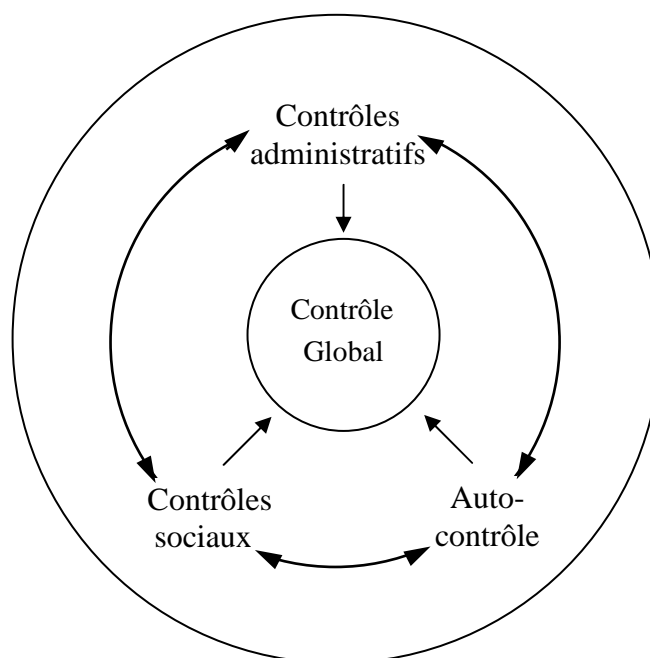 Contrôles
administratifs
Contrôle
Global
Contrôles
sociaux
Auto-
contrôle